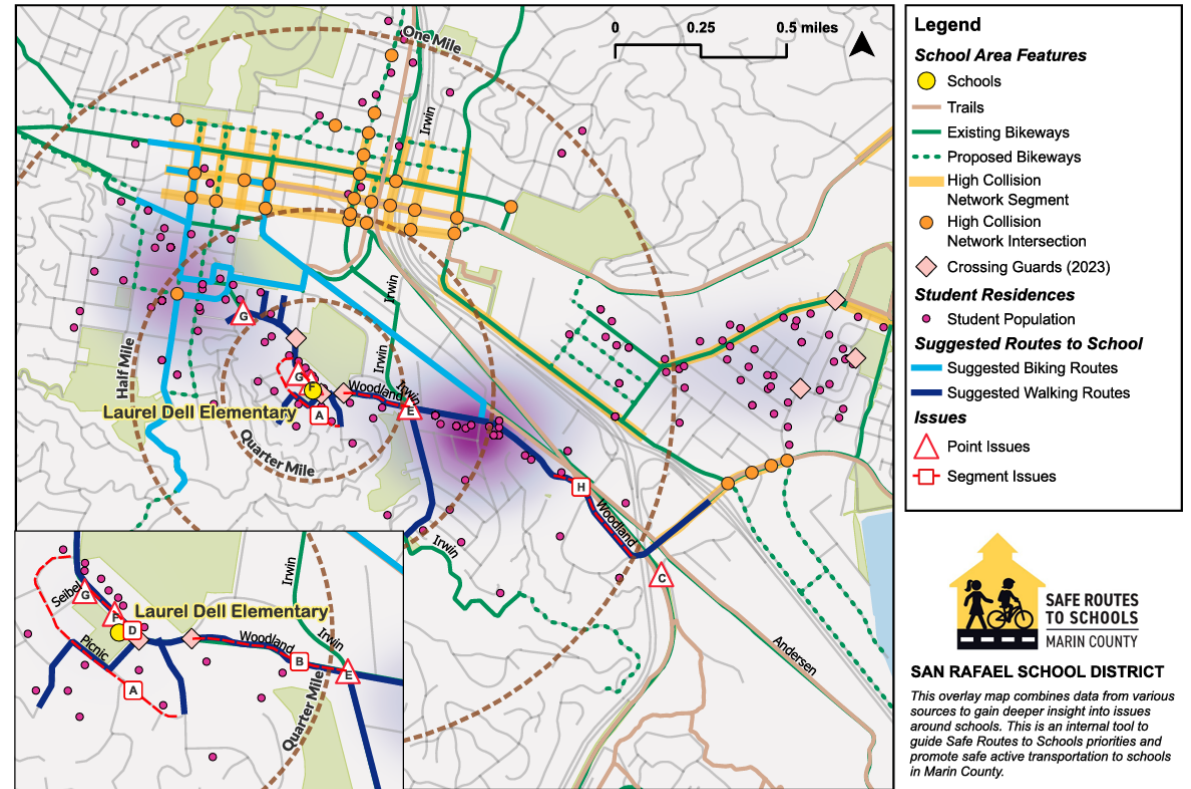 One Mile
0 0.25 0.5 miles
Irwin
Irwin
Half Mile
G
Irwin
G
F
Woodland
Irwin
Laurel Dell Elementary
A
E
Quarter Mile
H
Woodland
Irwin
C
Andersen
Irwin
Seibel
G
F
Laurel Dell Elementary
D
Picnic
Woodland
Irwin
B
E
A
Quarter Mile
Legend
School Area Features
Schools
Trails
Existing Bikeways
Proposed Bikeways
High Collision
Network Segment
High Collision
Network Intersection
Crossing Guards (2023)
Student Residences
Student Population
Suggested Routes to School
Suggested Biking Routes
Suggested Walking Routes
Issues
Point Issues
Segment Issues
SAFE ROUTES
TO SCHOOLS
MARIN COUNTY
SAN RAFAEL SCHOOL DISTRICT
This overlay map combines data from various
sources to gain deeper insight into issues
around schools. This is an internal tool to
guide Safe Routes to Schools priorities and
promote safe active transportation to schools
in Marin County.